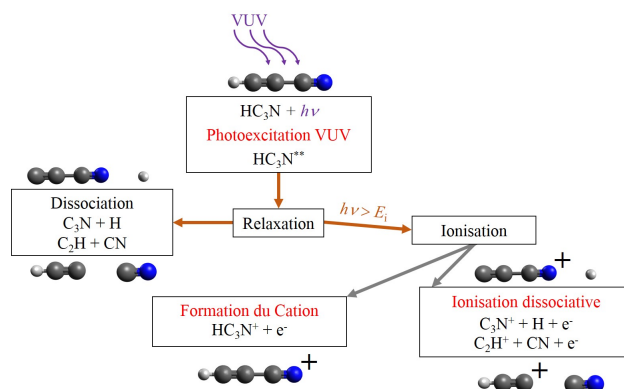 VUV
HC₃N + hν
Photoexcitation VUV
HC₃N**
Dissociation
C₃N + H
C₂H + CN
Relaxation
hν > Eᵢ
Ionisation
+
Formation du Cation
HC₃N⁺ + e⁻
+
Ionisation dissociative
C₃N⁺ + H + e⁻
C₂H⁺ + CN + e⁻
+